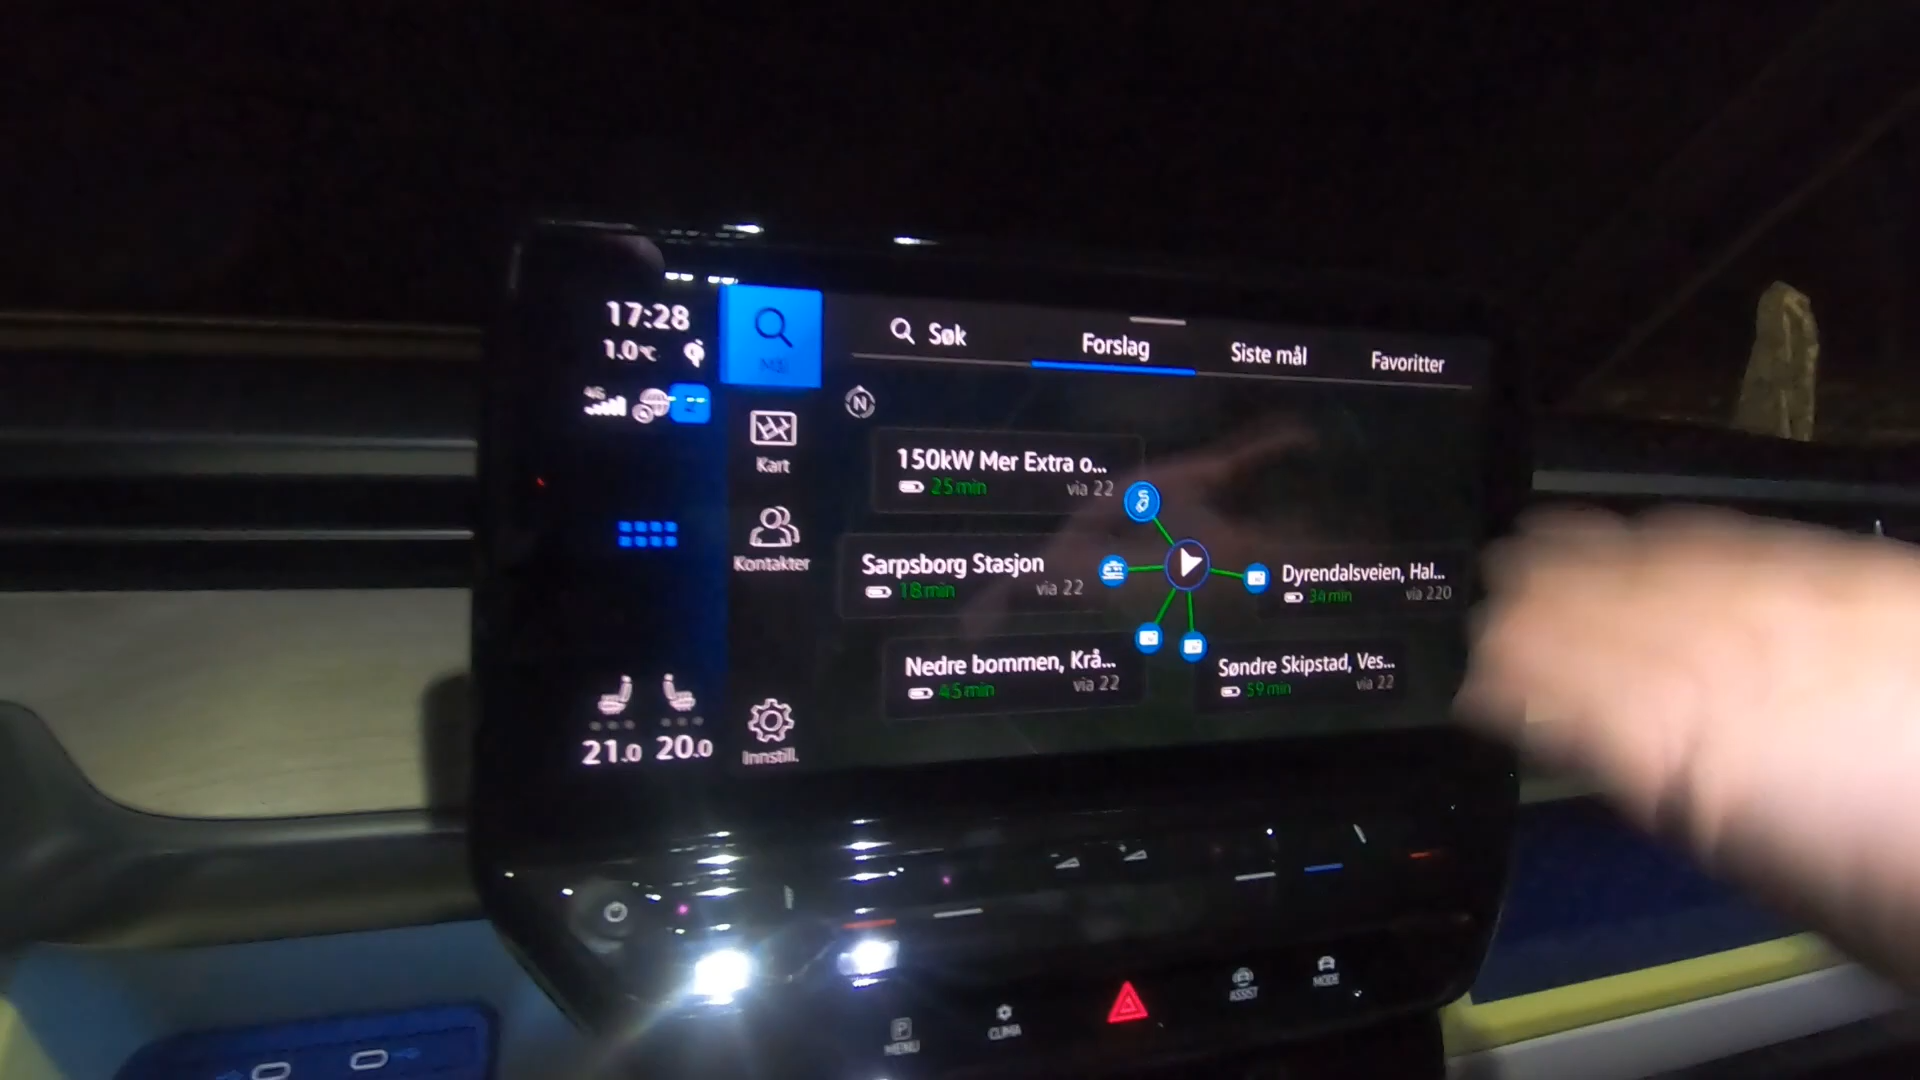 17:28
1.0°C
4G
Mål
Søk
Forslag
Siste mål
Favoritter
N
Kart
150kW Mer Extra o...
25 min
via 22
Kontakter
Sarpsborg Stasjon
18 min
via 22
Dyrendalsveien, Hal...
34 min
via 220
Nedre bommen, Krå...
45 min
via 22
Søndre Skipstad, Ves...
59 min
via 22
21.0
20.0
Innstill.
P
MENU
CLIMA
ASSIST
MODE